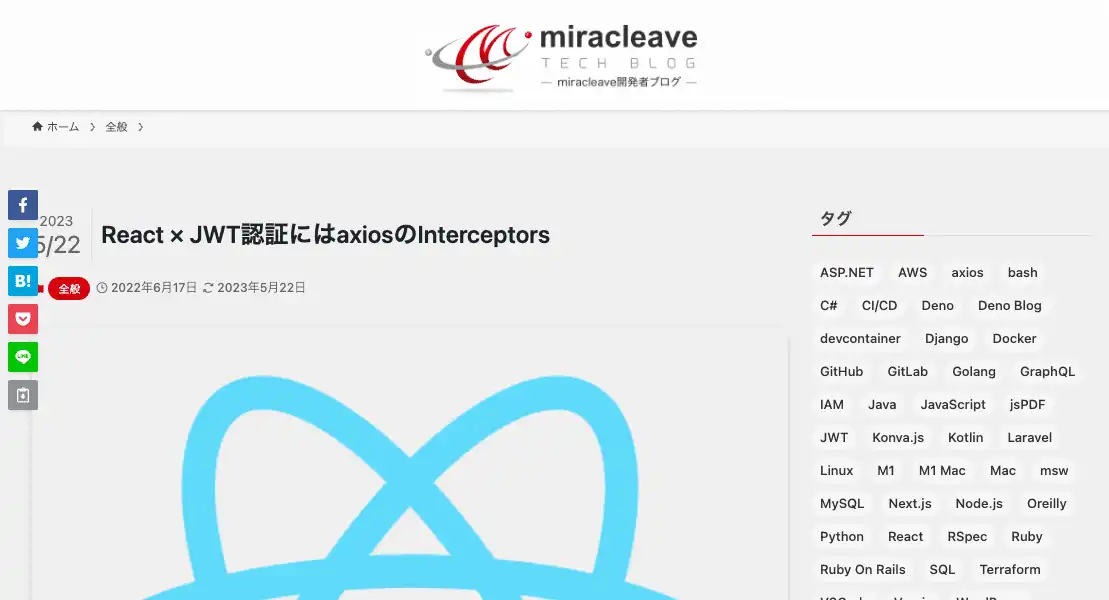 miracleave
TECH BLOG
— miracleave開発者ブログ —
ホーム > 全般 >
2023
5/22
React × JWT認証にはaxiosのInterceptors
全般 2022年6月17日 2023年5月22日
B!
LINE
タグ
ASP.NET AWS axios bash
C# CI/CD Deno Deno Blog
devcontainer Django Docker
GitHub GitLab Golang GraphQL
IAM Java JavaScript jsPDF
JWT Konva.js Kotlin Laravel
Linux M1 M1 Mac Mac msw
MySQL Next.js Node.js Oreilly
Python React RSpec Ruby
Ruby On Rails SQL Terraform